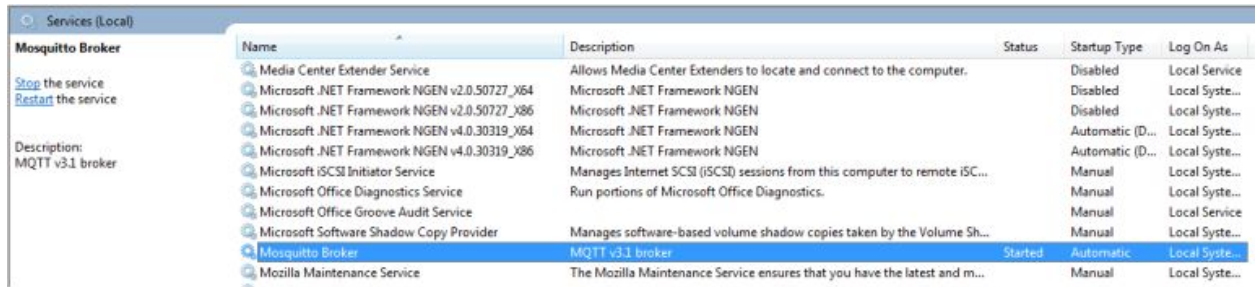 Services (Local)
Mosquitto Broker
Stop the service
Restart the service
Description:
MQTT v3.1 broker
Name Description Status Startup Type Log On As
Media Center Extender Service Allows Media Center Extenders to locate and connect to the computer. Disabled Local Service
Microsoft .NET Framework NGEN v2.0.50727_X64 Microsoft .NET Framework NGEN Disabled Local Syste...
Microsoft .NET Framework NGEN v2.0.50727_X86 Microsoft .NET Framework NGEN Disabled Local Syste...
Microsoft .NET Framework NGEN v4.0.30319_X64 Microsoft .NET Framework NGEN Automatic (D... Local Syste...
Microsoft .NET Framework NGEN v4.0.30319_X86 Microsoft .NET Framework NGEN Automatic (D... Local Syste...
Microsoft iSCSI Initiator Service Manages Internet SCSI (iSCSI) sessions from this computer to remote iSC... Manual Local Syste...
Microsoft Office Diagnostics Service Run portions of Microsoft Office Diagnostics. Manual Local Syste...
Microsoft Office Groove Audit Service Manual Local Service
Microsoft Software Shadow Copy Provider Manages software-based volume shadow copies taken by the Volume Sh... Manual Local Syste...
Mosquitto Broker MQTT v3.1 broker Started Automatic Local Syste...
Mozilla Maintenance Service The Mozilla Maintenance Service ensures that you have the latest and m... Manual Local Syste...